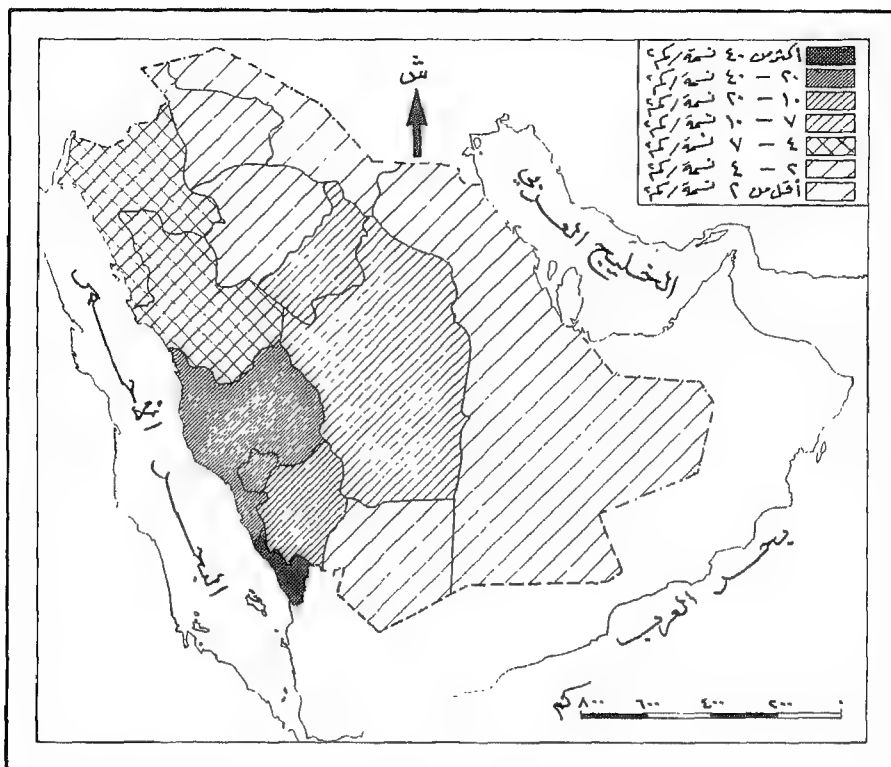 أكثر من ٤٠ نسمة/كم٢
٢٠ – ٤٠ نسمة/كم٢
١٠ – ٢٠ نسمة/كم٢
٧ – ١٠ نسمة/كم٢
٤ – ٧ نسمة/كم٢
٢ – ٤ نسمة/كم٢
أقل من ٢ نسمة/كم٢
ش
الخليج العربي
البحر الأحمر
بحر العرب
كم ٨٠٠ ٦٠٠ ٤٠٠ ٢٠٠ ٠